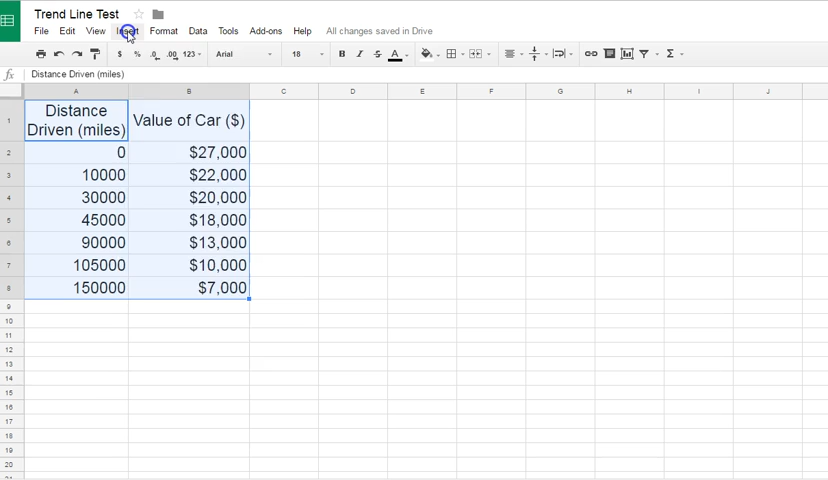 Trend Line Test
File Edit View Insert Format Data Tools Add-ons Help All changes saved in Drive
$ % .0 .00 123 Arial 18 B I S A Σ
fx Distance Driven (miles)
A B C D E F G H I J
1 Distance Driven (miles) Value of Car ($)
2 0 $27,000
3 10000 $22,000
4 30000 $20,000
5 45000 $18,000
6 90000 $13,000
7 105000 $10,000
8 150000 $7,000
9
10
11
12
13
14
15
16
17
18
19
20